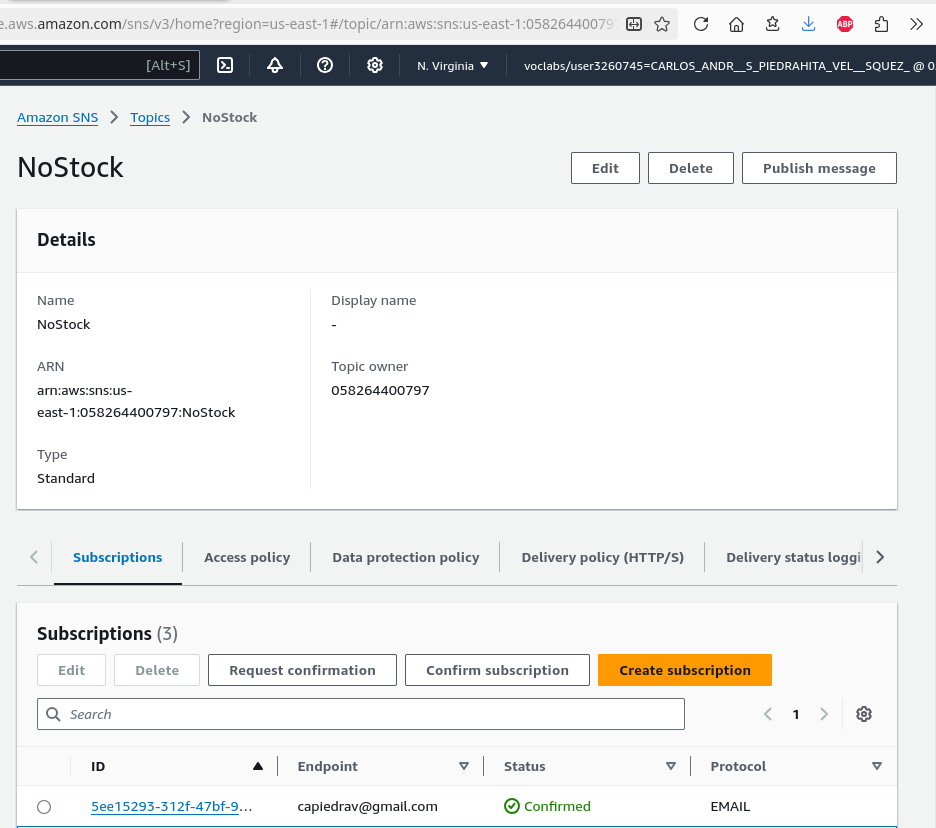 e.aws.amazon.com/sns/v3/home?region=us-east-1#/topic/arn:aws:sns:us-east-1:05826440079
ABP
[Alt+S]
N. Virginia
voclabs/user3260745=CARLOS_ANDR__S_PIEDRAHITA_VEL__SQUEZ_ @ 0
Amazon SNS > Topics > NoStock
NoStock
Edit
Delete
Publish message
Details
Name
NoStock
ARN
arn:aws:sns:us-
east-1:058264400797:NoStock
Type
Standard
Display name
-
Topic owner
058264400797
Subscriptions
Access policy
Data protection policy
Delivery policy (HTTP/S)
Delivery status loggi
Subscriptions (3)
Edit
Delete
Request confirmation
Confirm subscription
Create subscription
Search
1
ID
Endpoint
Status
Protocol
5ee15293-312f-47bf-9...
capiedrav@gmail.com
Confirmed
EMAIL